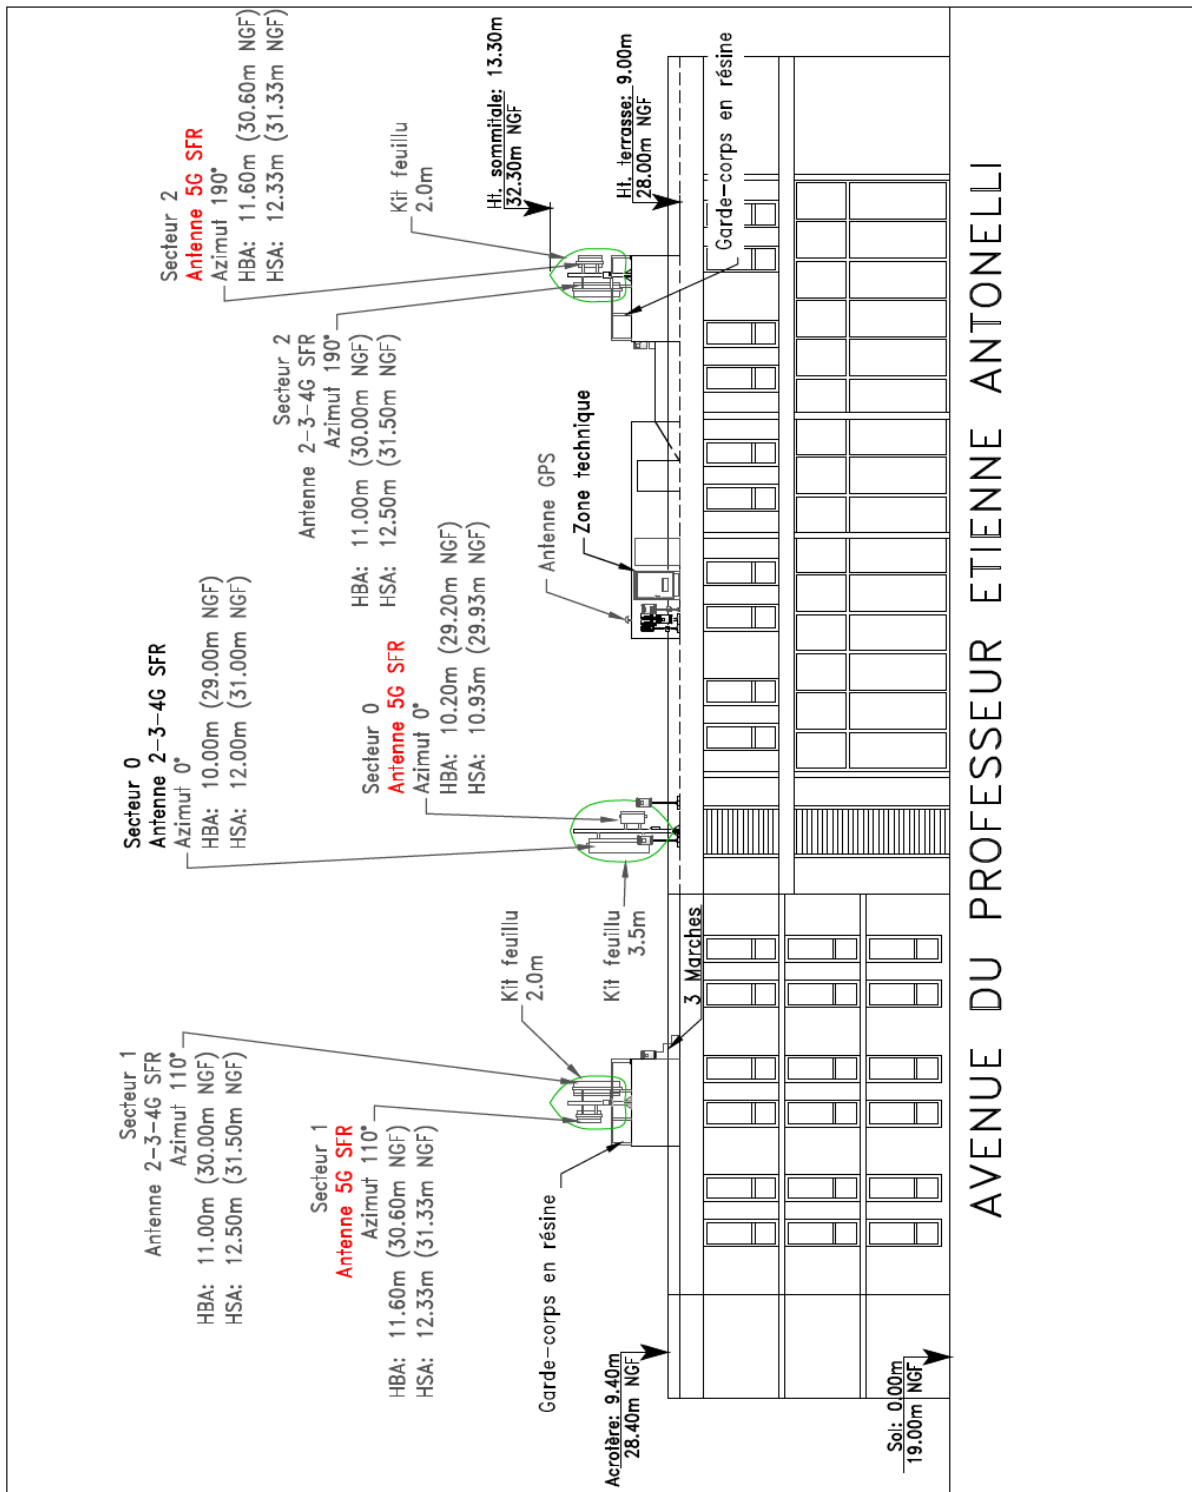 Secteur 1
Antenne 2-3-4G SFR
Azimut 110°
HBA: 11.00m (30.00m NGF)
HSA: 12.50m (31.50m NGF)
Secteur 1
Antenne 5G SFR
Azimut 110°
HBA: 11.60m (30.60m NGF)
HSA: 12.33m (31.33m NGF)
Garde-corps en résine
Acrotère: 9.40m
28.40m NGF
Sol: 0.00m
19.00m NGF
Kit feuillu
2.0m
Kit feuillu
3.5m
3 Marches
Secteur 0
Antenne 2-3-4G SFR
Azimut 0°
HBA: 10.00m (29.00m NGF)
HSA: 12.00m (31.00m NGF)
Secteur 0
Antenne 5G SFR
Azimut 0°
HBA: 10.20m (29.20m NGF)
HSA: 10.93m (29.93m NGF)
Antenne GPS
Zone technique
Secteur 2
Antenne 2-3-4G SFR
Azimut 190°
HBA: 11.00m (30.00m NGF)
HSA: 12.50m (31.50m NGF)
Secteur 2
Antenne 5G SFR
Azimut 190°
HBA: 11.60m (30.60m NGF)
HSA: 12.33m (31.33m NGF)
Kit feuillu
2.0m
Ht. sommitale: 13.30m
32.30m NGF
Ht. terrasse: 9.00m
28.00m NGF
Garde-corps en résine
AVENUE DU PROFESSEUR ETIENNE ANTONELLI